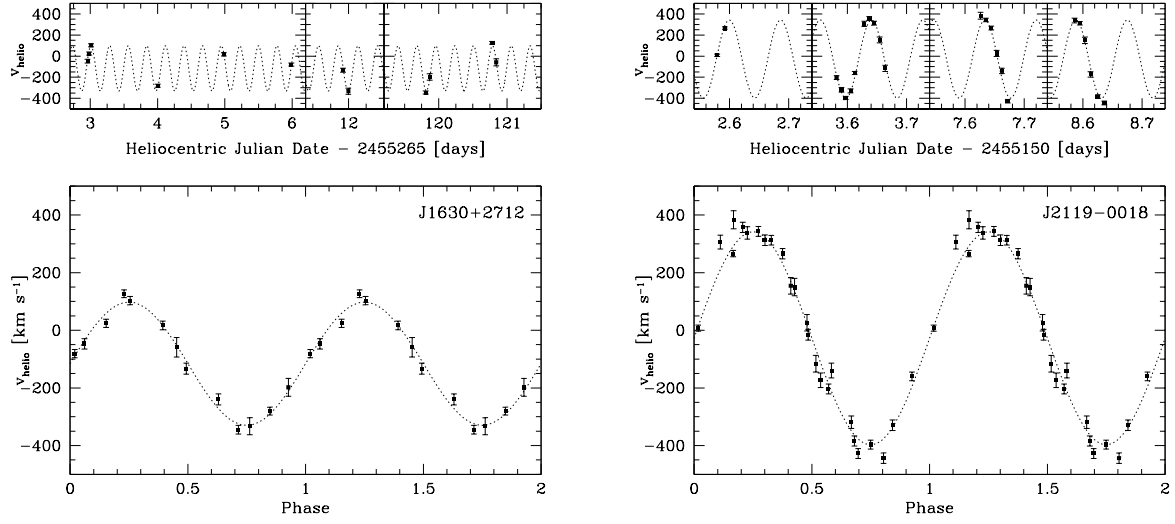 400
200
0
−200
−400
v_helio
3 4 5 6 12 120 121
Heliocentric Julian Date − 2455265 [days]
400
200
0
−200
−400
v_helio
2.6 2.7 3.6 3.7 7.6 7.7 8.6 8.7
Heliocentric Julian Date − 2455150 [days]
J1630+2712
400
200
0
−200
−400
v_helio [km s⁻¹]
0 0.5 1 1.5 2
Phase
J2119−0018
400
200
0
−200
−400
v_helio [km s⁻¹]
0 0.5 1 1.5 2
Phase